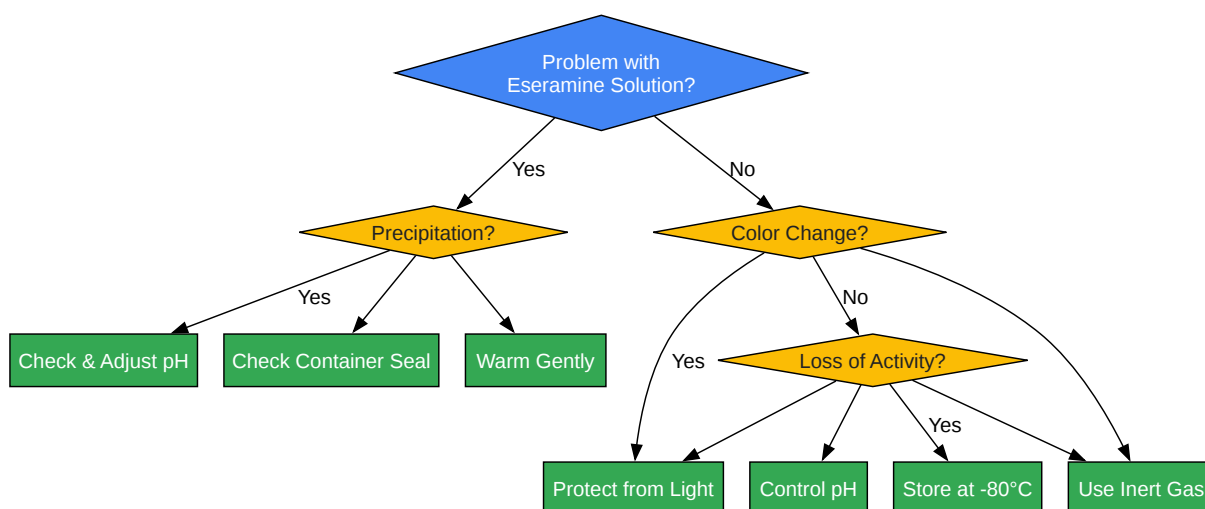 Problem with
Eseramine Solution?
Yes
No
Precipitation?
Color Change?
Yes
No
Check & Adjust pH
Check Container Seal
Warm Gently
Yes
Loss of Activity?
Yes
Protect from Light
Control pH
Store at -80°C
Use Inert Gas